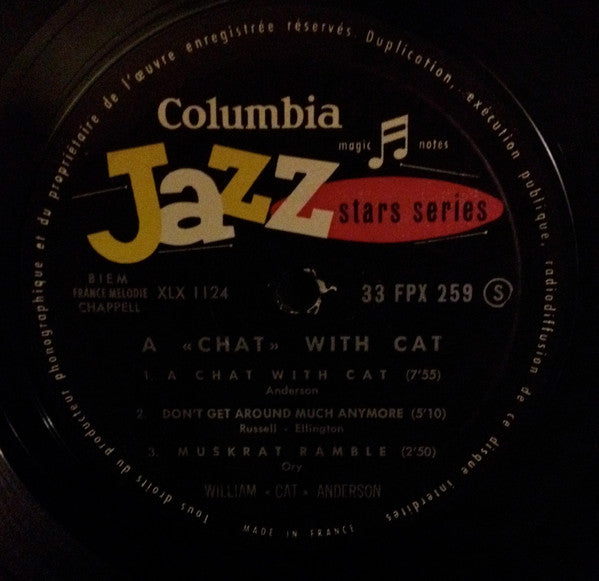 Tous droits du producteur phonographique et du propriétaire de l'œuvre enregistrée réservés. Duplication, exécution publique, radiodiffusion de ce disque interdites
Columbia
magic notes
Jazz
stars series
BIEM
FRANCE MELODIE
CHAPPELL
XLX 1124
33 FPX 259 S
A «CHAT» WITH CAT
1. A CHAT WITH CAT (7'55)
Anderson
2. DON'T GET AROUND MUCH ANYMORE (5'10)
Russell - Ellington
3. MUSKRAT RAMBLE (2'50)
Ory
WILLIAM « CAT » ANDERSON
MADE IN FRANCE